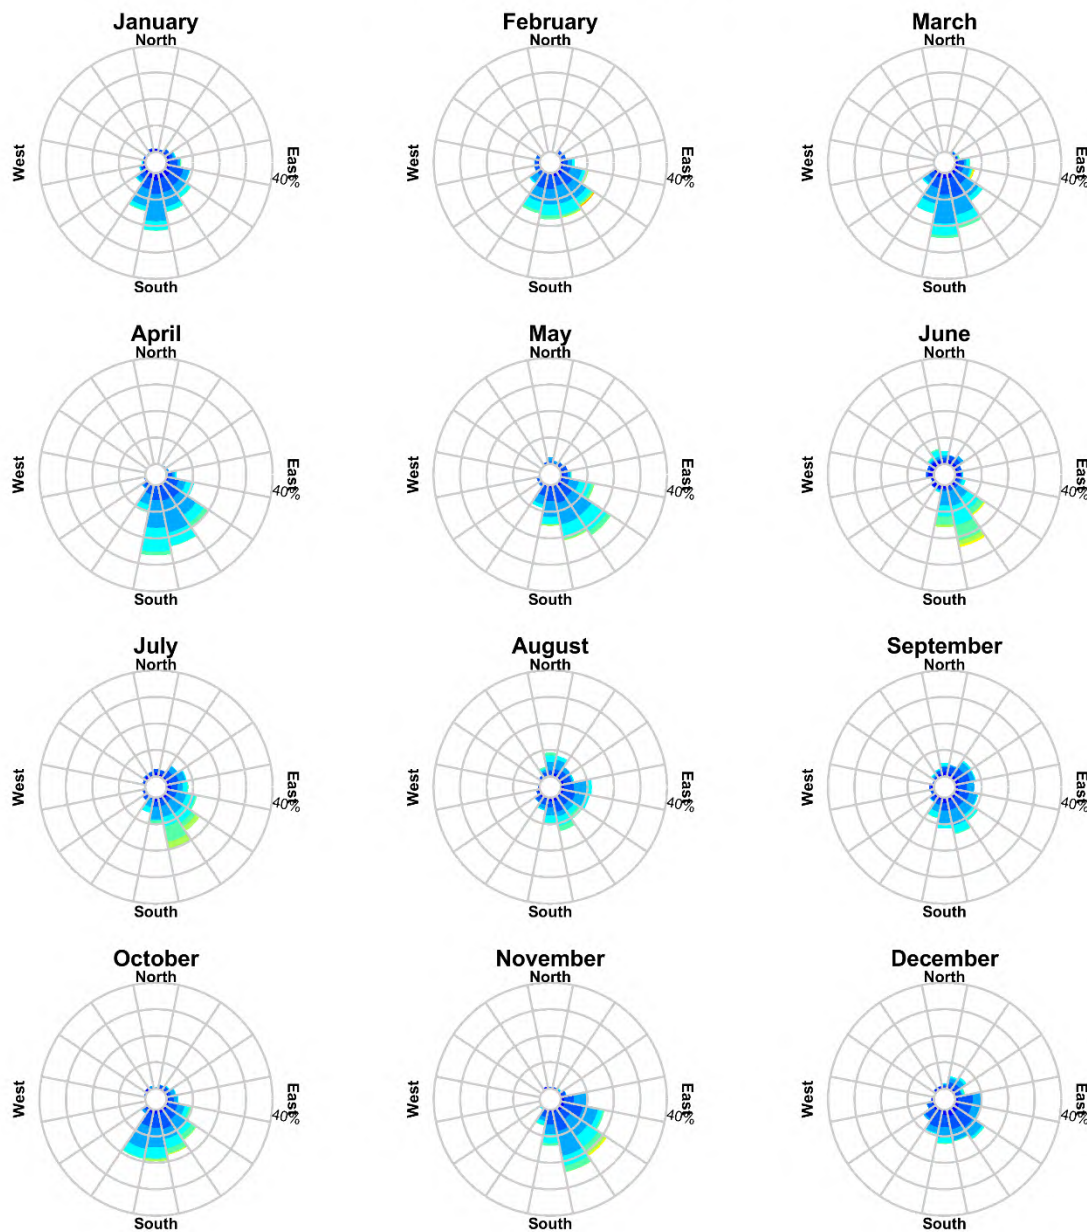 January
North
West
East
40%
South
February
North
West
East
40%
South
March
North
West
East
40%
South
April
North
West
East
40%
South
May
North
West
East
40%
South
June
North
West
East
40%
South
July
North
West
East
40%
South
August
North
West
East
40%
South
September
North
West
East
40%
South
October
North
West
East
40%
South
November
North
West
East
40%
South
December
North
West
East
40%
South